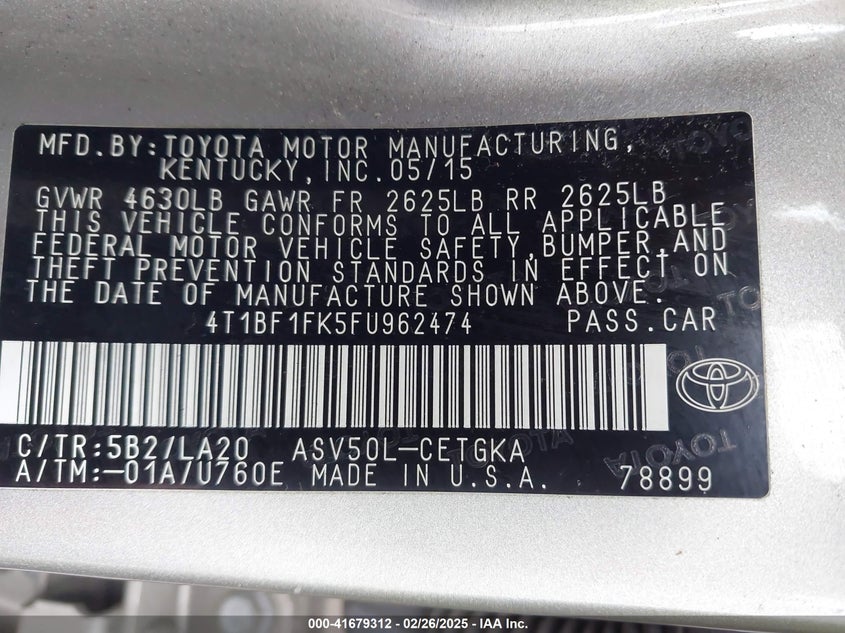 MFD.BY:TOYOTA MOTOR MANUFACTURING,
KENTUCKY,INC.05/15
GVWR 4630LB GAWR FR 2625LB RR 2625LB
THIS VEHICLE CONFORMS TO ALL APPLICABLE
FEDERAL MOTOR VEHICLE SAFETY,BUMPER,AND
THEFT PREVENTION STANDARDS IN EFFECT ON
THE DATE OF MANUFACTURE SHOWN ABOVE.
4T1BF1FK5FU962474 PASS.CAR
C/TR:5B2/LA20 ASV50L-CETGKA
A/TM:-01A/U760E MADE IN U.S.A. 78899
TOYOTA
000-41679312 / 02/26/2025 - IAA Inc.